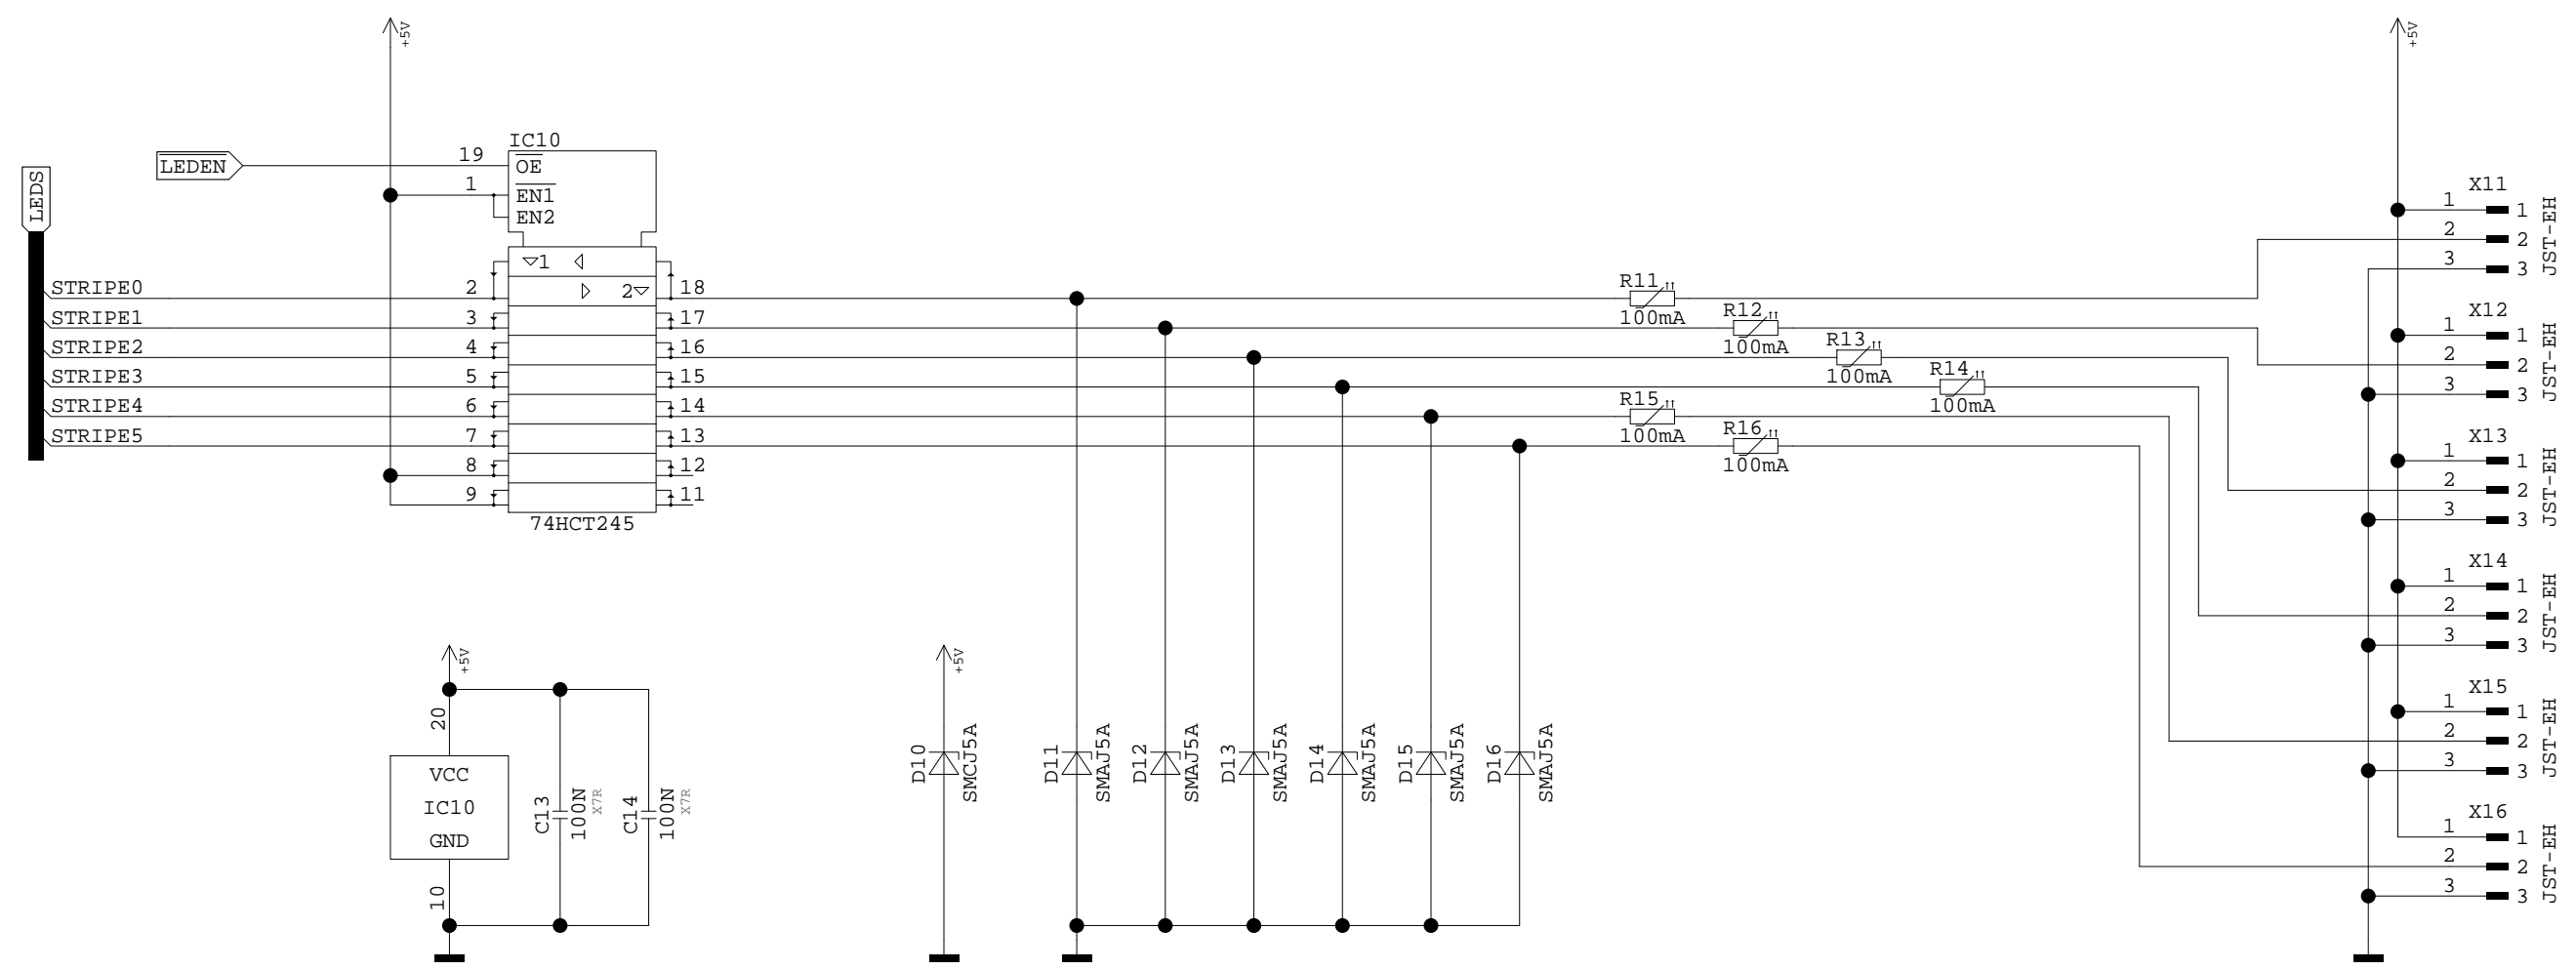 +5V
+5V
IC10
19
OE
LEDEN
1
EN1
EN2
LEDS
1
2
STRIPE0
2
18
STRIPE1
3
17
STRIPE2
4
16
STRIPE3
5
15
STRIPE4
6
14
STRIPE5
7
13
8
12
9
11
74HCT245
R11
100mA
R12
100mA
R13
100mA
R14
100mA
R15
100mA
R16
100mA
X11
1
1
2
2
3
3
JST-EH
X12
1
1
2
2
3
3
JST-EH
X13
1
1
2
2
3
3
JST-EH
X14
1
1
2
2
3
3
JST-EH
X15
1
1
2
2
3
3
JST-EH
X16
1
1
2
2
3
3
JST-EH
+5V
20
VCC
IC10
GND
10
C13
100N
X7R
C14
100N
X7R
+5V
D10
SMCJ5A
D11
SMAJ5A
D12
SMAJ5A
D13
SMAJ5A
D14
SMAJ5A
D15
SMAJ5A
D16
SMAJ5A